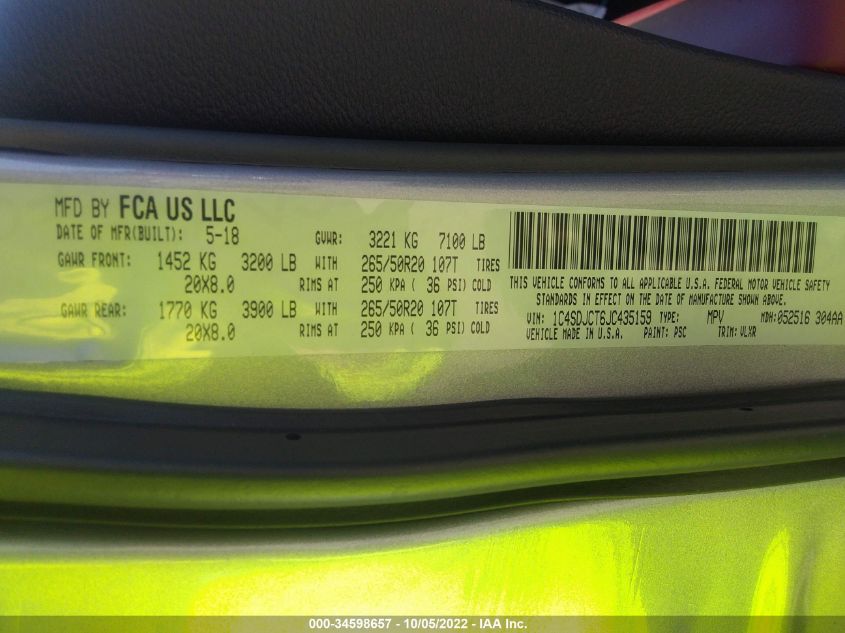 MFD BY FCA US LLC
DATE OF MFR(BUILT): 5-18 GVWR: 3221 KG 7100 LB
GAWR FRONT: 1452 KG 3200 LB WITH 265/50R20 107T TIRES
20X8.0 RIMS AT 250 KPA ( 36 PSI) COLD
GAWR REAR: 1770 KG 3900 LB WITH 265/50R20 107T TIRES
20X8.0 RIMS AT 250 KPA ( 36 PSI) COLD
THIS VEHICLE CONFORMS TO ALL APPLICABLE U.S.A. FEDERAL MOTOR VEHICLE SAFETY
STANDARDS IN EFFECT ON THE DATE OF MANUFACTURE SHOWN ABOVE.
VIN: 1C4SDJCT6JC435159 TYPE: MPV MDH: 052516 304AA
VEHICLE MADE IN U.S.A. PAINT: PSC TRIM: VLXR
000-34598657 - 10/05/2022 - IAA Inc.